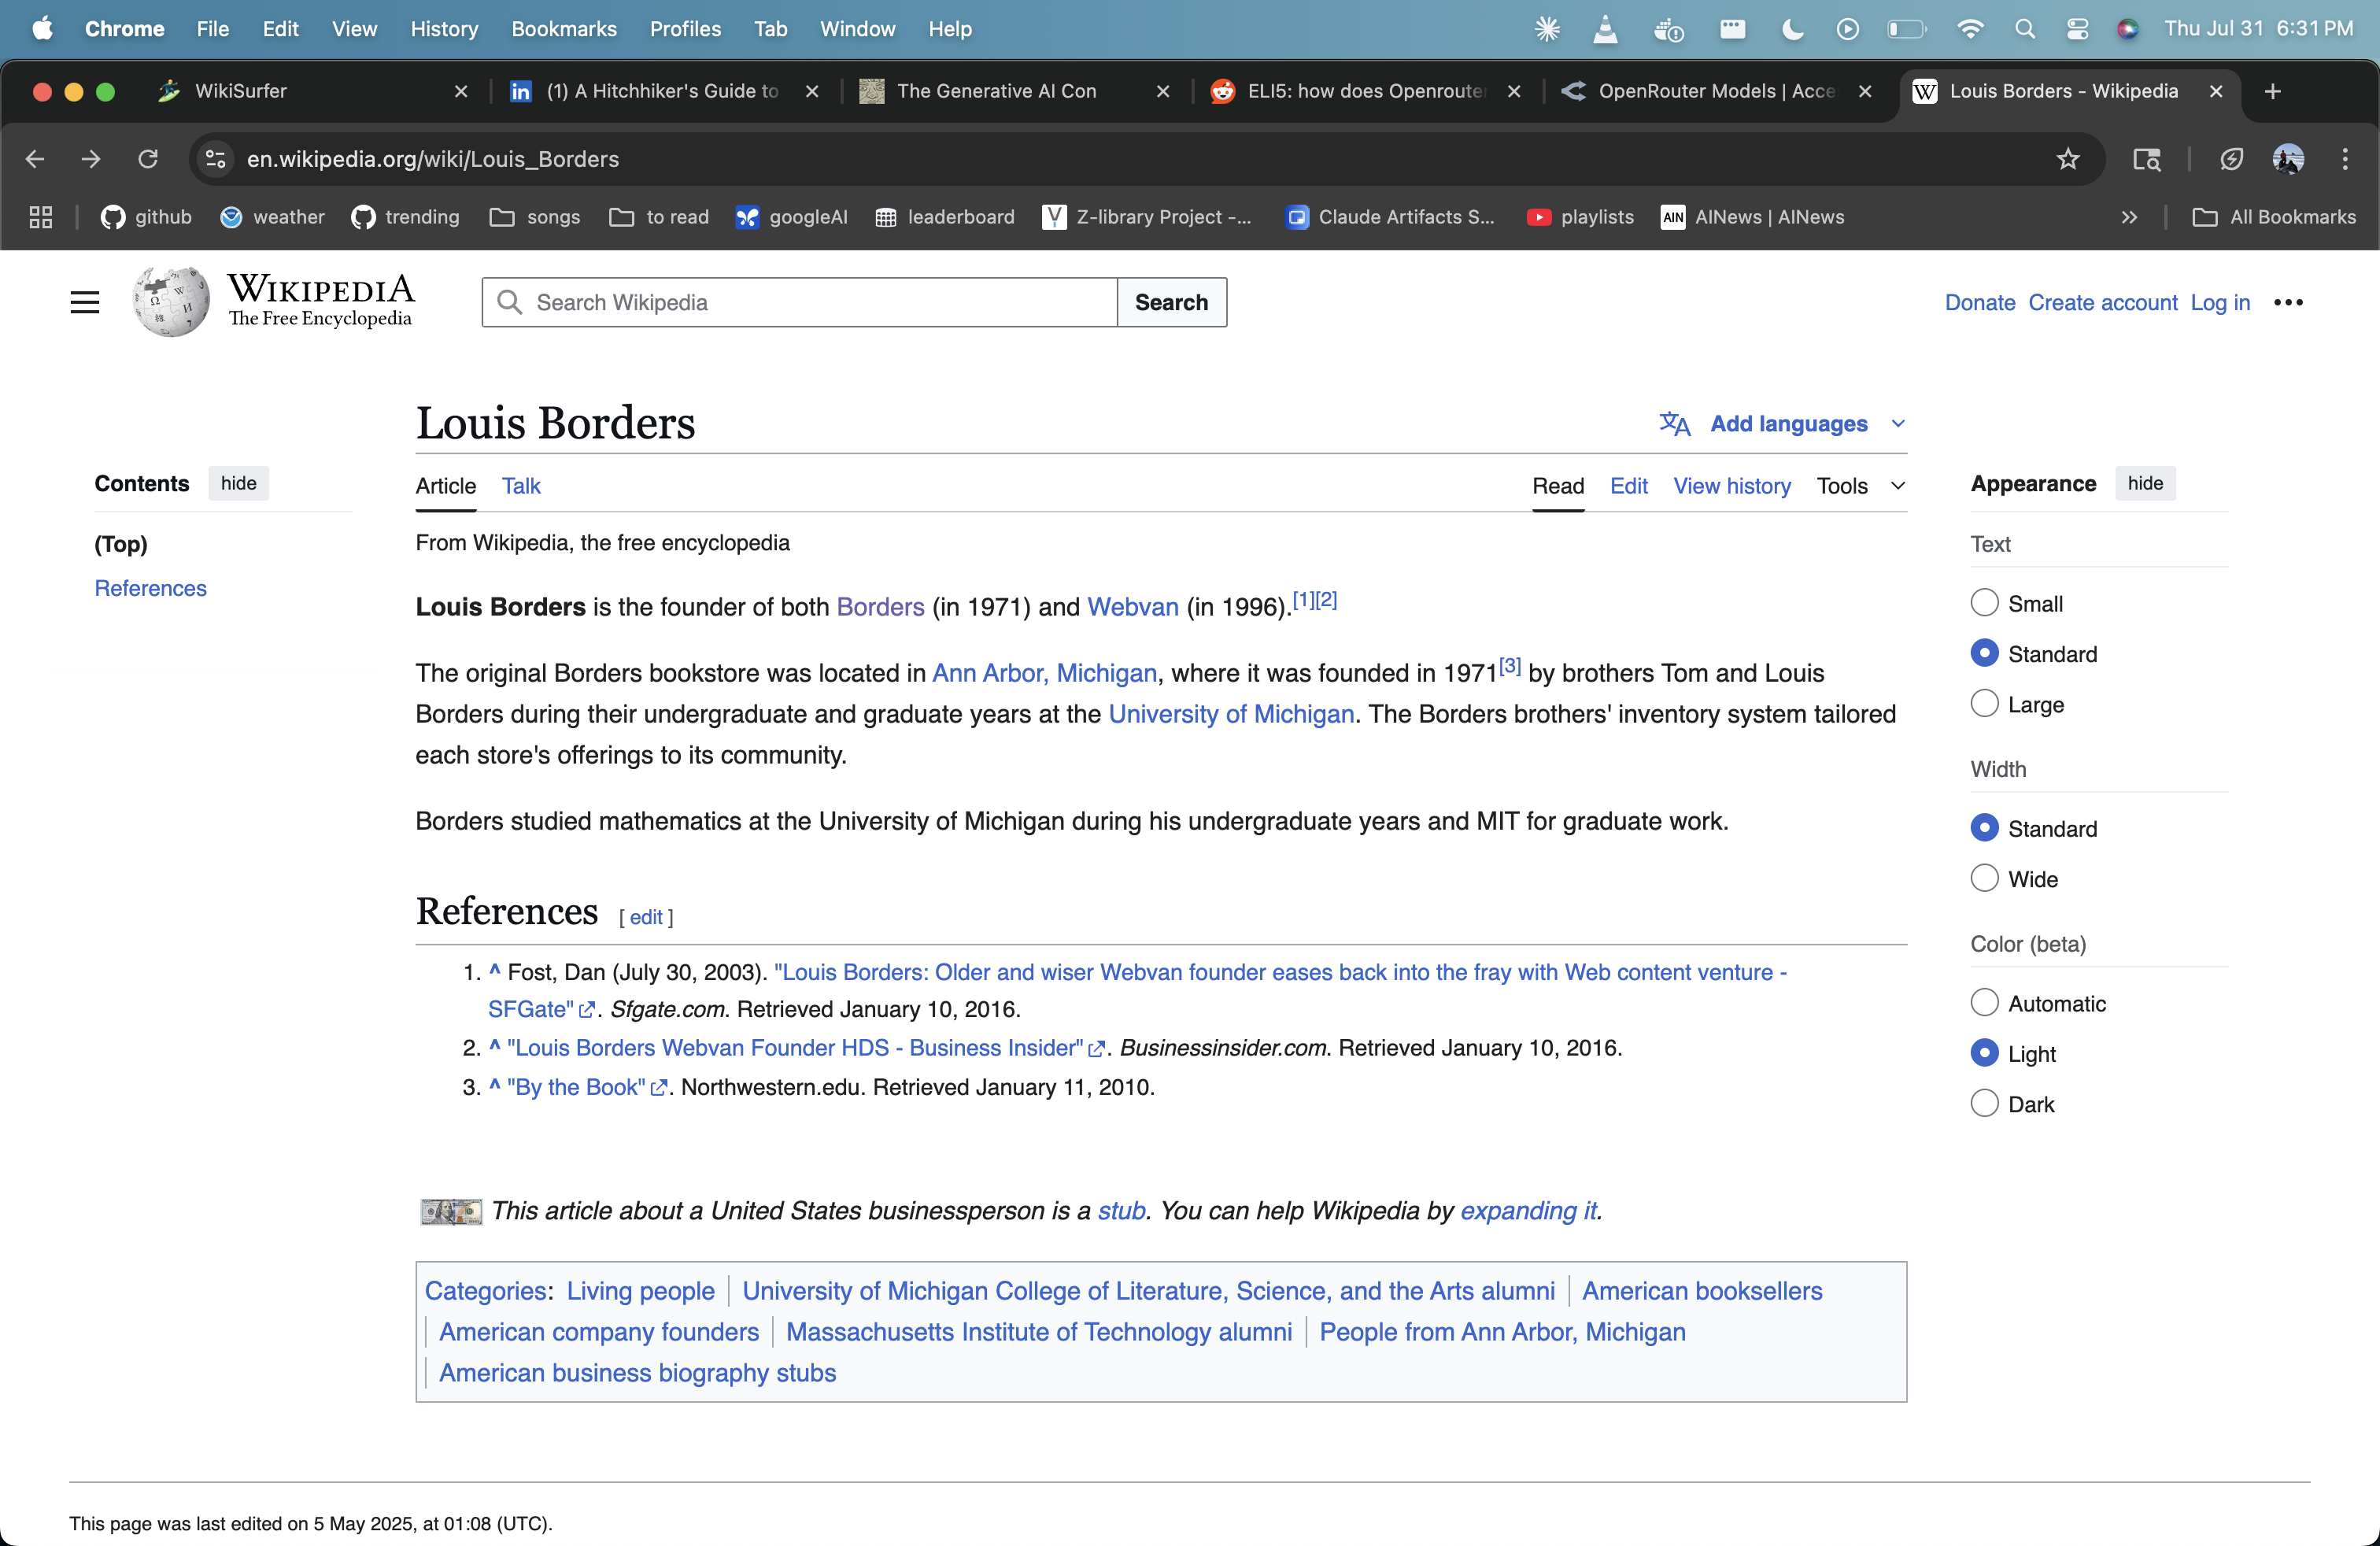 Chrome File Edit View History Bookmarks Profiles Tab Window Help Thu Jul 31 6:31 PM
WikiSurfer (1) A Hitchhiker's Guide to The Generative AI Con ELI5: how does Openrouter OpenRouter Models | Acce Louis Borders - Wikipedia
en.wikipedia.org/wiki/Louis_Borders
github weather trending songs to read googleAI leaderboard Z-library Project -... Claude Artifacts S... playlists AINews | AINews All Bookmarks
WIKIPEDIA
The Free Encyclopedia
Search Wikipedia Search
Donate Create account Log in
Louis Borders
Add languages
Contents hide
(Top)
References
Article Talk Read Edit View history Tools
From Wikipedia, the free encyclopedia
Louis Borders is the founder of both Borders (in 1971) and Webvan (in 1996).[1][2]
The original Borders bookstore was located in Ann Arbor, Michigan, where it was founded in 1971[3] by brothers Tom and Louis
Borders during their undergraduate and graduate years at the University of Michigan. The Borders brothers' inventory system tailored
each store's offerings to its community.
Borders studied mathematics at the University of Michigan during his undergraduate years and MIT for graduate work.
References [ edit ]
1. ^ Fost, Dan (July 30, 2003). "Louis Borders: Older and wiser Webvan founder eases back into the fray with Web content venture -
SFGate". Sfgate.com. Retrieved January 10, 2016.
2. ^ "Louis Borders Webvan Founder HDS - Business Insider". Businessinsider.com. Retrieved January 10, 2016.
3. ^ "By the Book". Northwestern.edu. Retrieved January 11, 2010.
This article about a United States businessperson is a stub. You can help Wikipedia by expanding it.
Categories: Living people | University of Michigan College of Literature, Science, and the Arts alumni | American booksellers
| American company founders | Massachusetts Institute of Technology alumni | People from Ann Arbor, Michigan
| American business biography stubs
Appearance hide
Text
Small
Standard
Large
Width
Standard
Wide
Color (beta)
Automatic
Light
Dark
This page was last edited on 5 May 2025, at 01:08 (UTC).